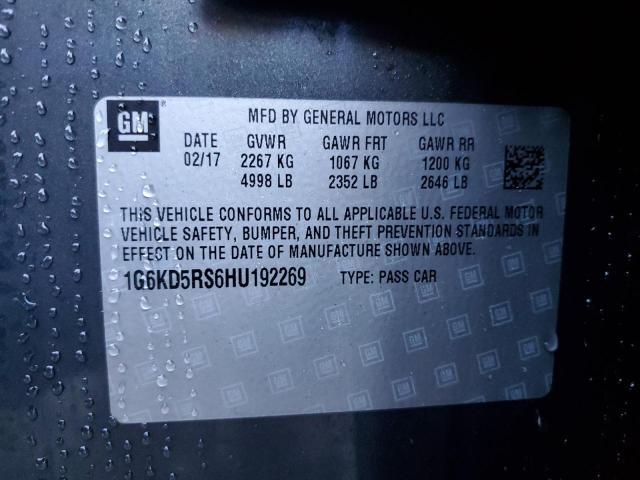 GM
MFD BY GENERAL MOTORS LLC
DATE GVWR GAWR FRT GAWR RR
02/17 2267 KG 1067 KG 1200 KG
4998 LB 2352 LB 2646 LB
THIS VEHICLE CONFORMS TO ALL APPLICABLE U.S. FEDERAL MOTOR
VEHICLE SAFETY, BUMPER, AND THEFT PREVENTION STANDARDS IN
EFFECT ON THE DATE OF MANUFACTURE SHOWN ABOVE.
1G6KD5RS6HU192269 TYPE: PASS CAR